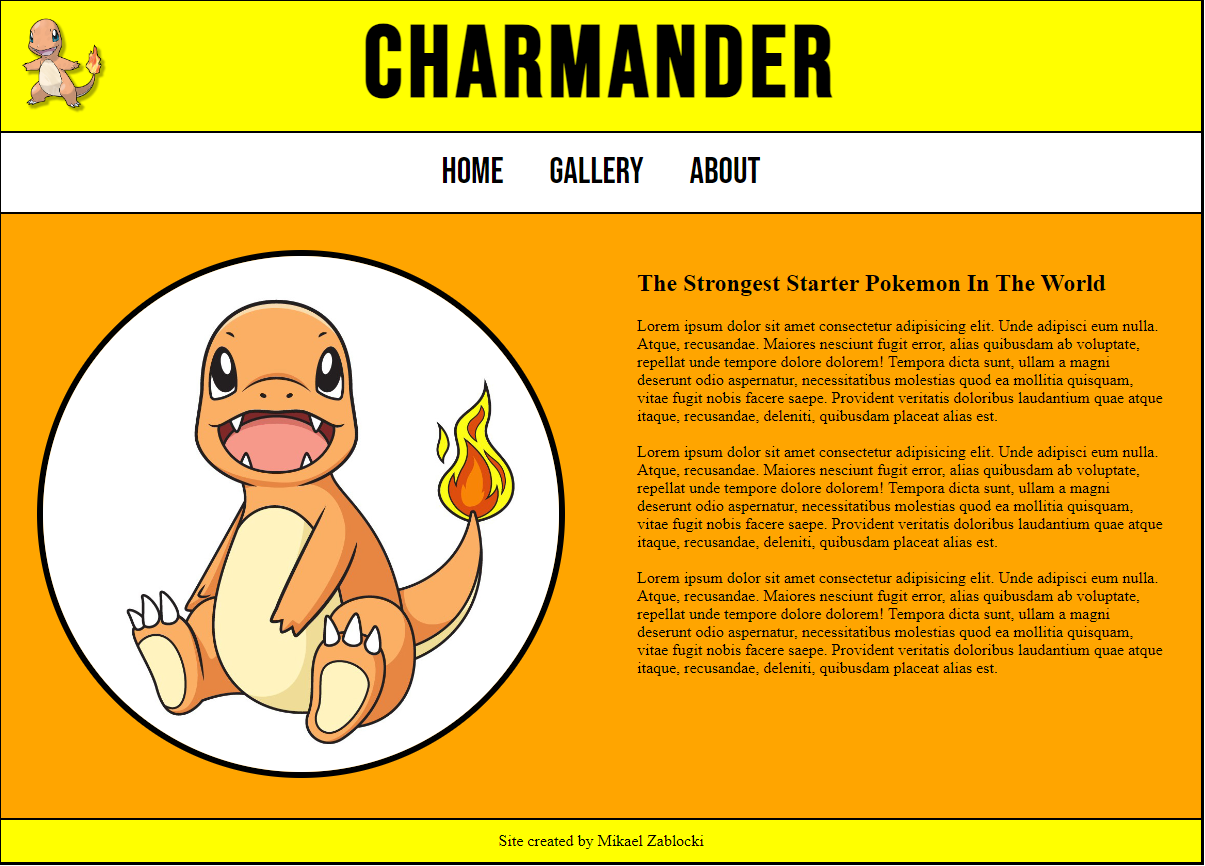 CHARMANDER
HOME GALLERY ABOUT
The Strongest Starter Pokemon In The World
Lorem ipsum dolor sit amet consectetur adipisicing elit. Unde adipisci eum nulla.
Atque, recusandae. Maiores nesciunt fugit error, alias quibusdam ab voluptate,
repellat unde tempore dolore dolorem! Tempora dicta sunt, ullam a magni
deserunt odio aspernatur, necessitatibus molestias quod ea mollitia quisquam,
vitae fugit nobis facere saepe. Provident veritatis doloribus laudantium quae atque
itaque, recusandae, deleniti, quibusdam placeat alias est.
Lorem ipsum dolor sit amet consectetur adipisicing elit. Unde adipisci eum nulla.
Atque, recusandae. Maiores nesciunt fugit error, alias quibusdam ab voluptate,
repellat unde tempore dolore dolorem! Tempora dicta sunt, ullam a magni
deserunt odio aspernatur, necessitatibus molestias quod ea mollitia quisquam,
vitae fugit nobis facere saepe. Provident veritatis doloribus laudantium quae atque
itaque, recusandae, deleniti, quibusdam placeat alias est.
Lorem ipsum dolor sit amet consectetur adipisicing elit. Unde adipisci eum nulla.
Atque, recusandae. Maiores nesciunt fugit error, alias quibusdam ab voluptate,
repellat unde tempore dolore dolorem! Tempora dicta sunt, ullam a magni
deserunt odio aspernatur, necessitatibus molestias quod ea mollitia quisquam,
vitae fugit nobis facere saepe. Provident veritatis doloribus laudantium quae atque
itaque, recusandae, deleniti, quibusdam placeat alias est.
Site created by Mikael Zablocki